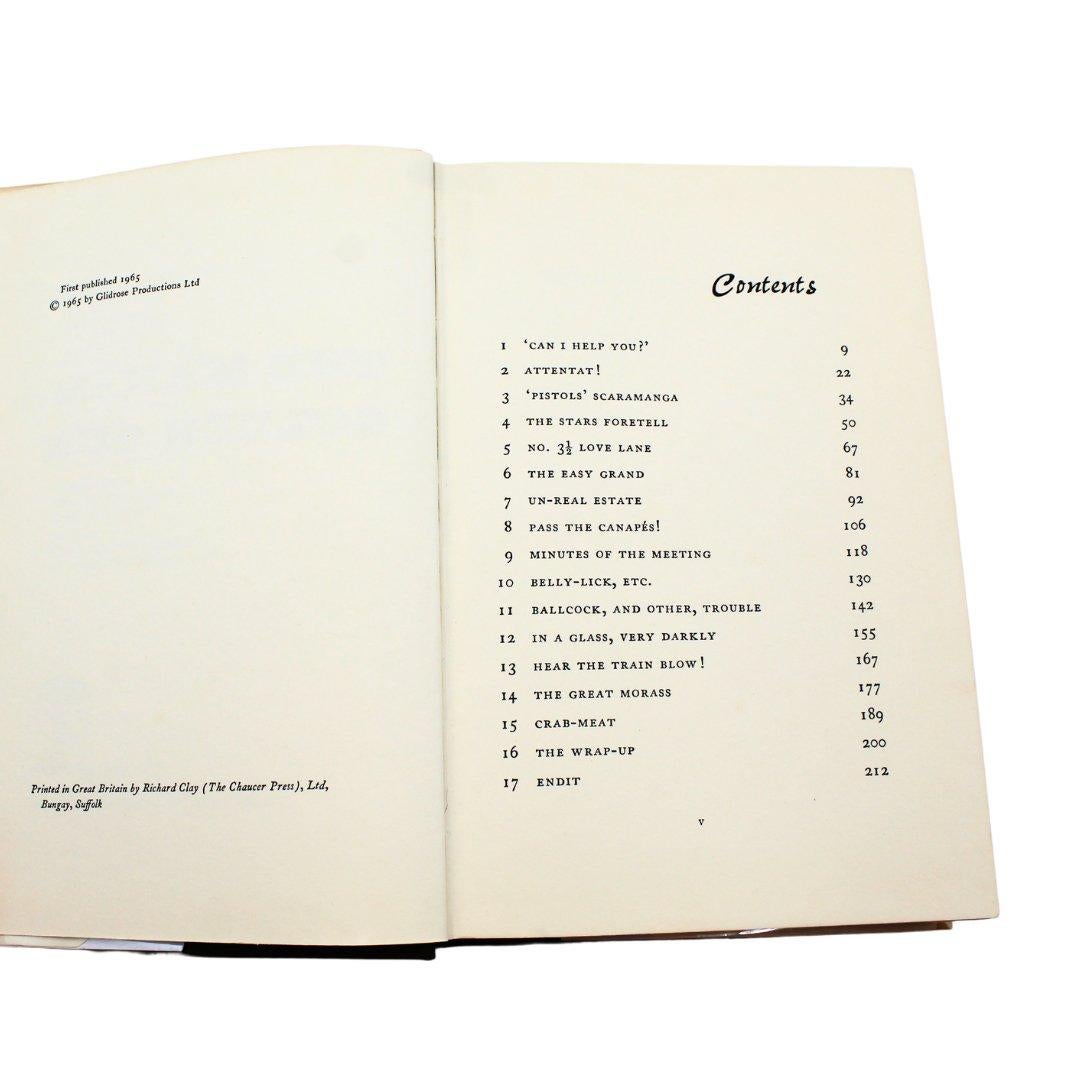 First published 1965
© 1965 by Glidrose Productions Ltd
Printed in Great Britain by Richard Clay (The Chaucer Press), Ltd,
Bungay, Suffolk
Contents
1 ‘CAN I HELP YOU?’ 9
2 ATTENTAT! 22
3 ‘PISTOLS’ SCARAMANGA 34
4 THE STARS FORETELL 50
5 NO. 3½ LOVE LANE 67
6 THE EASY GRAND 81
7 UN-REAL ESTATE 92
8 PASS THE CANAPÉS! 106
9 MINUTES OF THE MEETING 118
10 BELLY-LICK, ETC. 130
11 BALLCOCK, AND OTHER, TROUBLE 142
12 IN A GLASS, VERY DARKLY 155
13 HEAR THE TRAIN BLOW! 167
14 THE GREAT MORASS 177
15 CRAB-MEAT 189
16 THE WRAP-UP 200
17 ENDIT 212
v